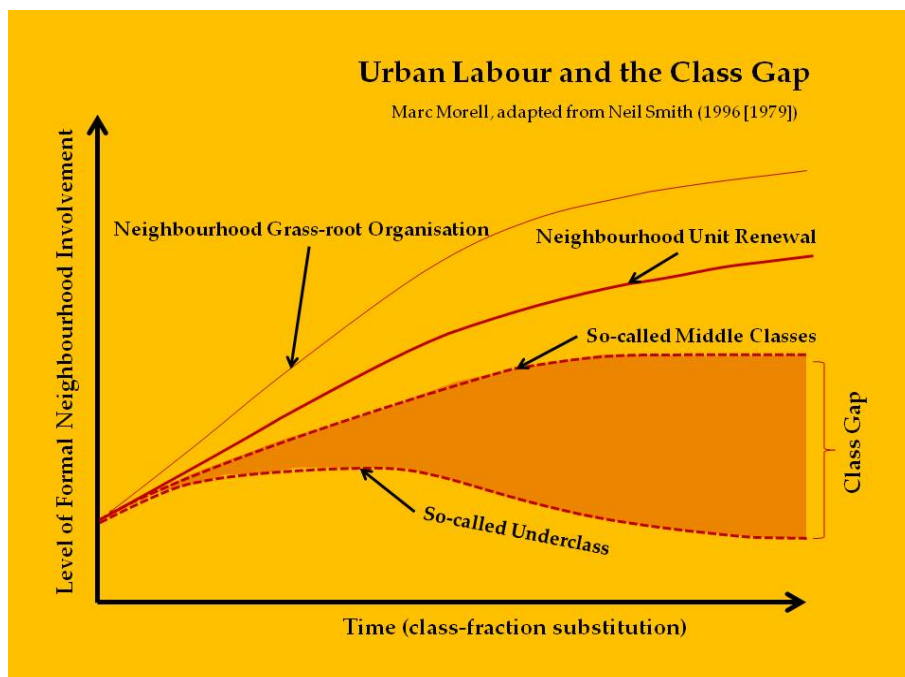 Urban Labour and the Class Gap
Marc Morell, adapted from Neil Smith (1996 [1979])
Level of Formal Neighbourhood Involvement
Neighbourhood Grass-root Organisation
Neighbourhood Unit Renewal
So-called Middle Classes
Class Gap
So-called Underclass
Time (class-fraction substitution)